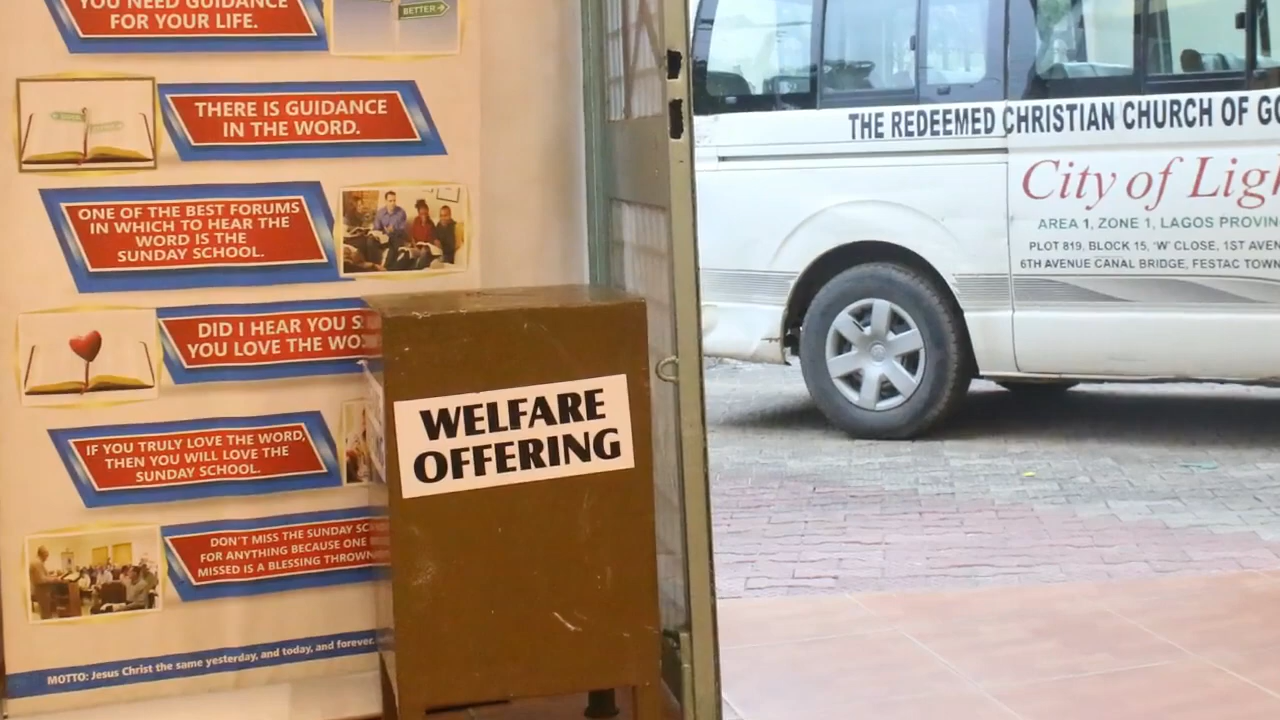 YOU NEED GUIDANCE
FOR YOUR LIFE.
BETTER
THERE IS GUIDANCE
IN THE WORD.
ONE OF THE BEST FORUMS
IN WHICH TO HEAR THE
WORD IS THE
SUNDAY SCHOOL.
DID I HEAR YOU
YOU LOVE THE
IF YOU TRULY LOVE THE WORD,
THEN YOU WILL LOVE THE
SUNDAY SCHOOL.
DON'T MISS THE SUNDAY
FOR ANYTHING BECAUSE ONE
MISSED IS A BLESSING THROWN
MOTTO: Jesus Christ the same yesterday, and today, and forever.
WELFARE
OFFERING
THE REDEEMED CHRISTIAN CHURCH OF
City of
AREA 1, ZONE 1, LAGOS
PLOT 819, BLOCK 15, 'W' CLOSE, 1ST
6TH AVENUE CANAL BRIDGE, FESTAC TOWN